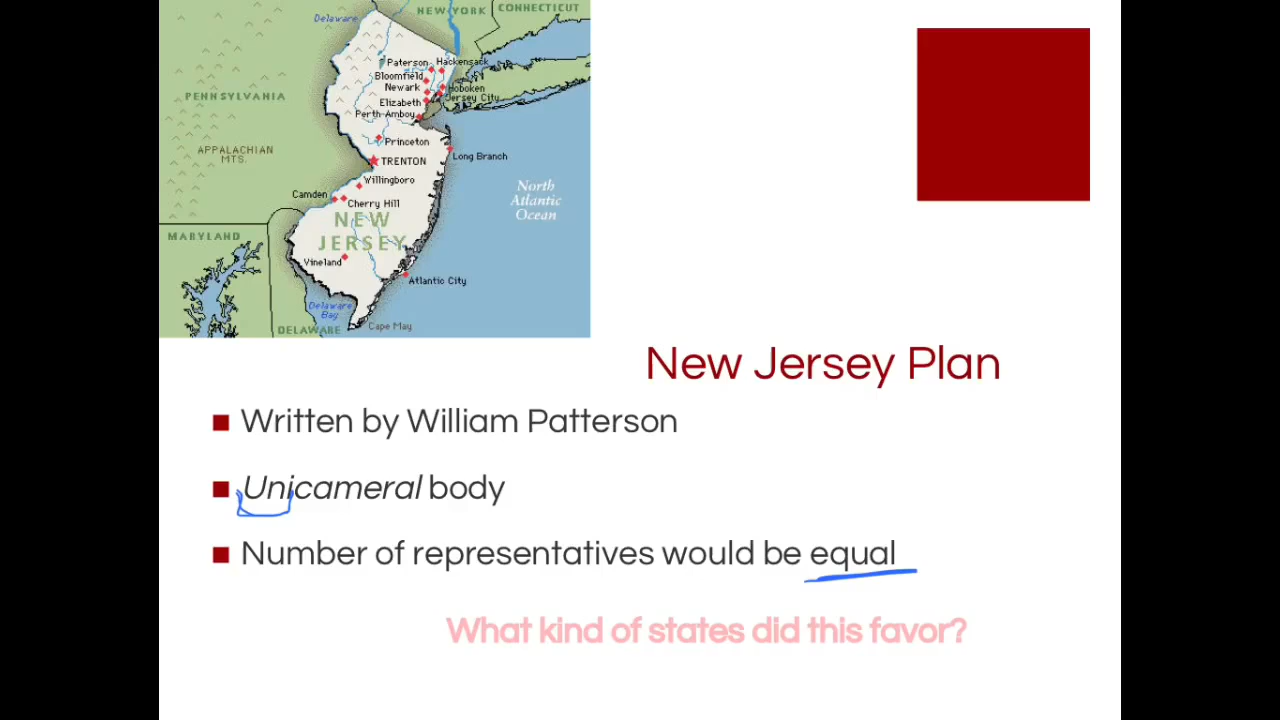 Delaware
NEW YORK
CONNECTICUT
Paterson
Hackensack
Bloomfield
Newark
Hoboken
PENNSYLVANIA
Elizabeth
Jersey City
Perth Amboy
Princeton
APPALACHIAN
MTS.
TRENTON
Long Branch
Willingboro
Camden
Cherry Hill
North
Atlantic
Ocean
NEW
JERSEY
MARYLAND
Vineland
Atlantic City
Delaware
Bay
DELAWARE
Cape May
New Jersey Plan
Written by William Patterson
Unicameral body
Number of representatives would be equal
What kind of states did this favor?